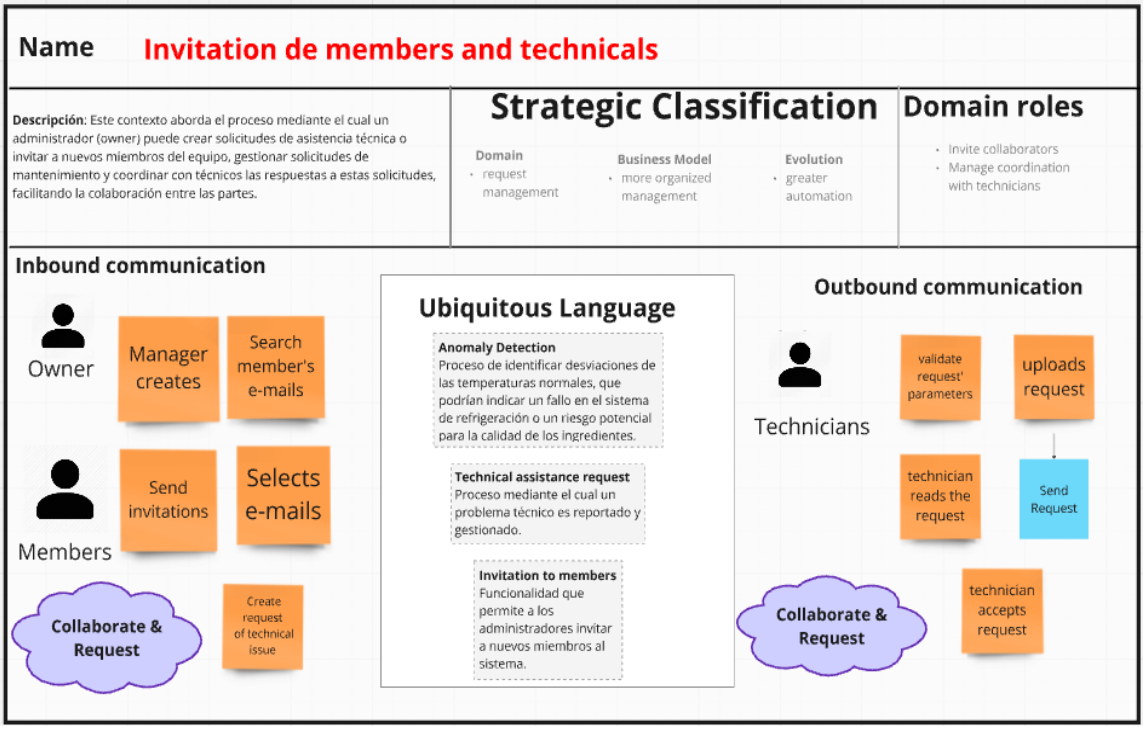 Name
Invitation de members and technicals
Descripción: Este contexto aborda el proceso mediante el cual un
administrador (owner) puede crear solicitudes de asistencia técnica o
invitar a nuevos miembros del equipo, gestionar solicitudes de
mantenimiento y coordinar con técnicos las respuestas a estas solicitudes,
facilitando la colaboración entre las partes.
Strategic Classification
Domain
• request
management
Business Model
• more organized
management
Evolution
• greater
automation
Domain roles
• Invite collaborators
• Manage coordination
with technicians
Inbound communication
Owner
Manager
creates
Search
member's
e-mails
Members
Send
invitations
Selects
e-mails
Collaborate &
Request
Create
request
of technical
issue
Ubiquitous Language
Anomaly Detection
Proceso de identificar desviaciones de
las temperaturas normales, que
podrían indicar un fallo en el sistema
de refrigeración o un riesgo potencial
para la calidad de los ingredientes.
Technical assistance request
Proceso mediante el cual un
problema técnico es reportado y
gestionado.
Invitation to members
Funcionalidad que
permite a los
administradores invitar
a nuevos miembros al
sistema.
Outbound communication
Technicians
validate
request'
parameters
uploads
request
technician
reads the
request
Send
Request
Collaborate &
Request
technician
accepts
request